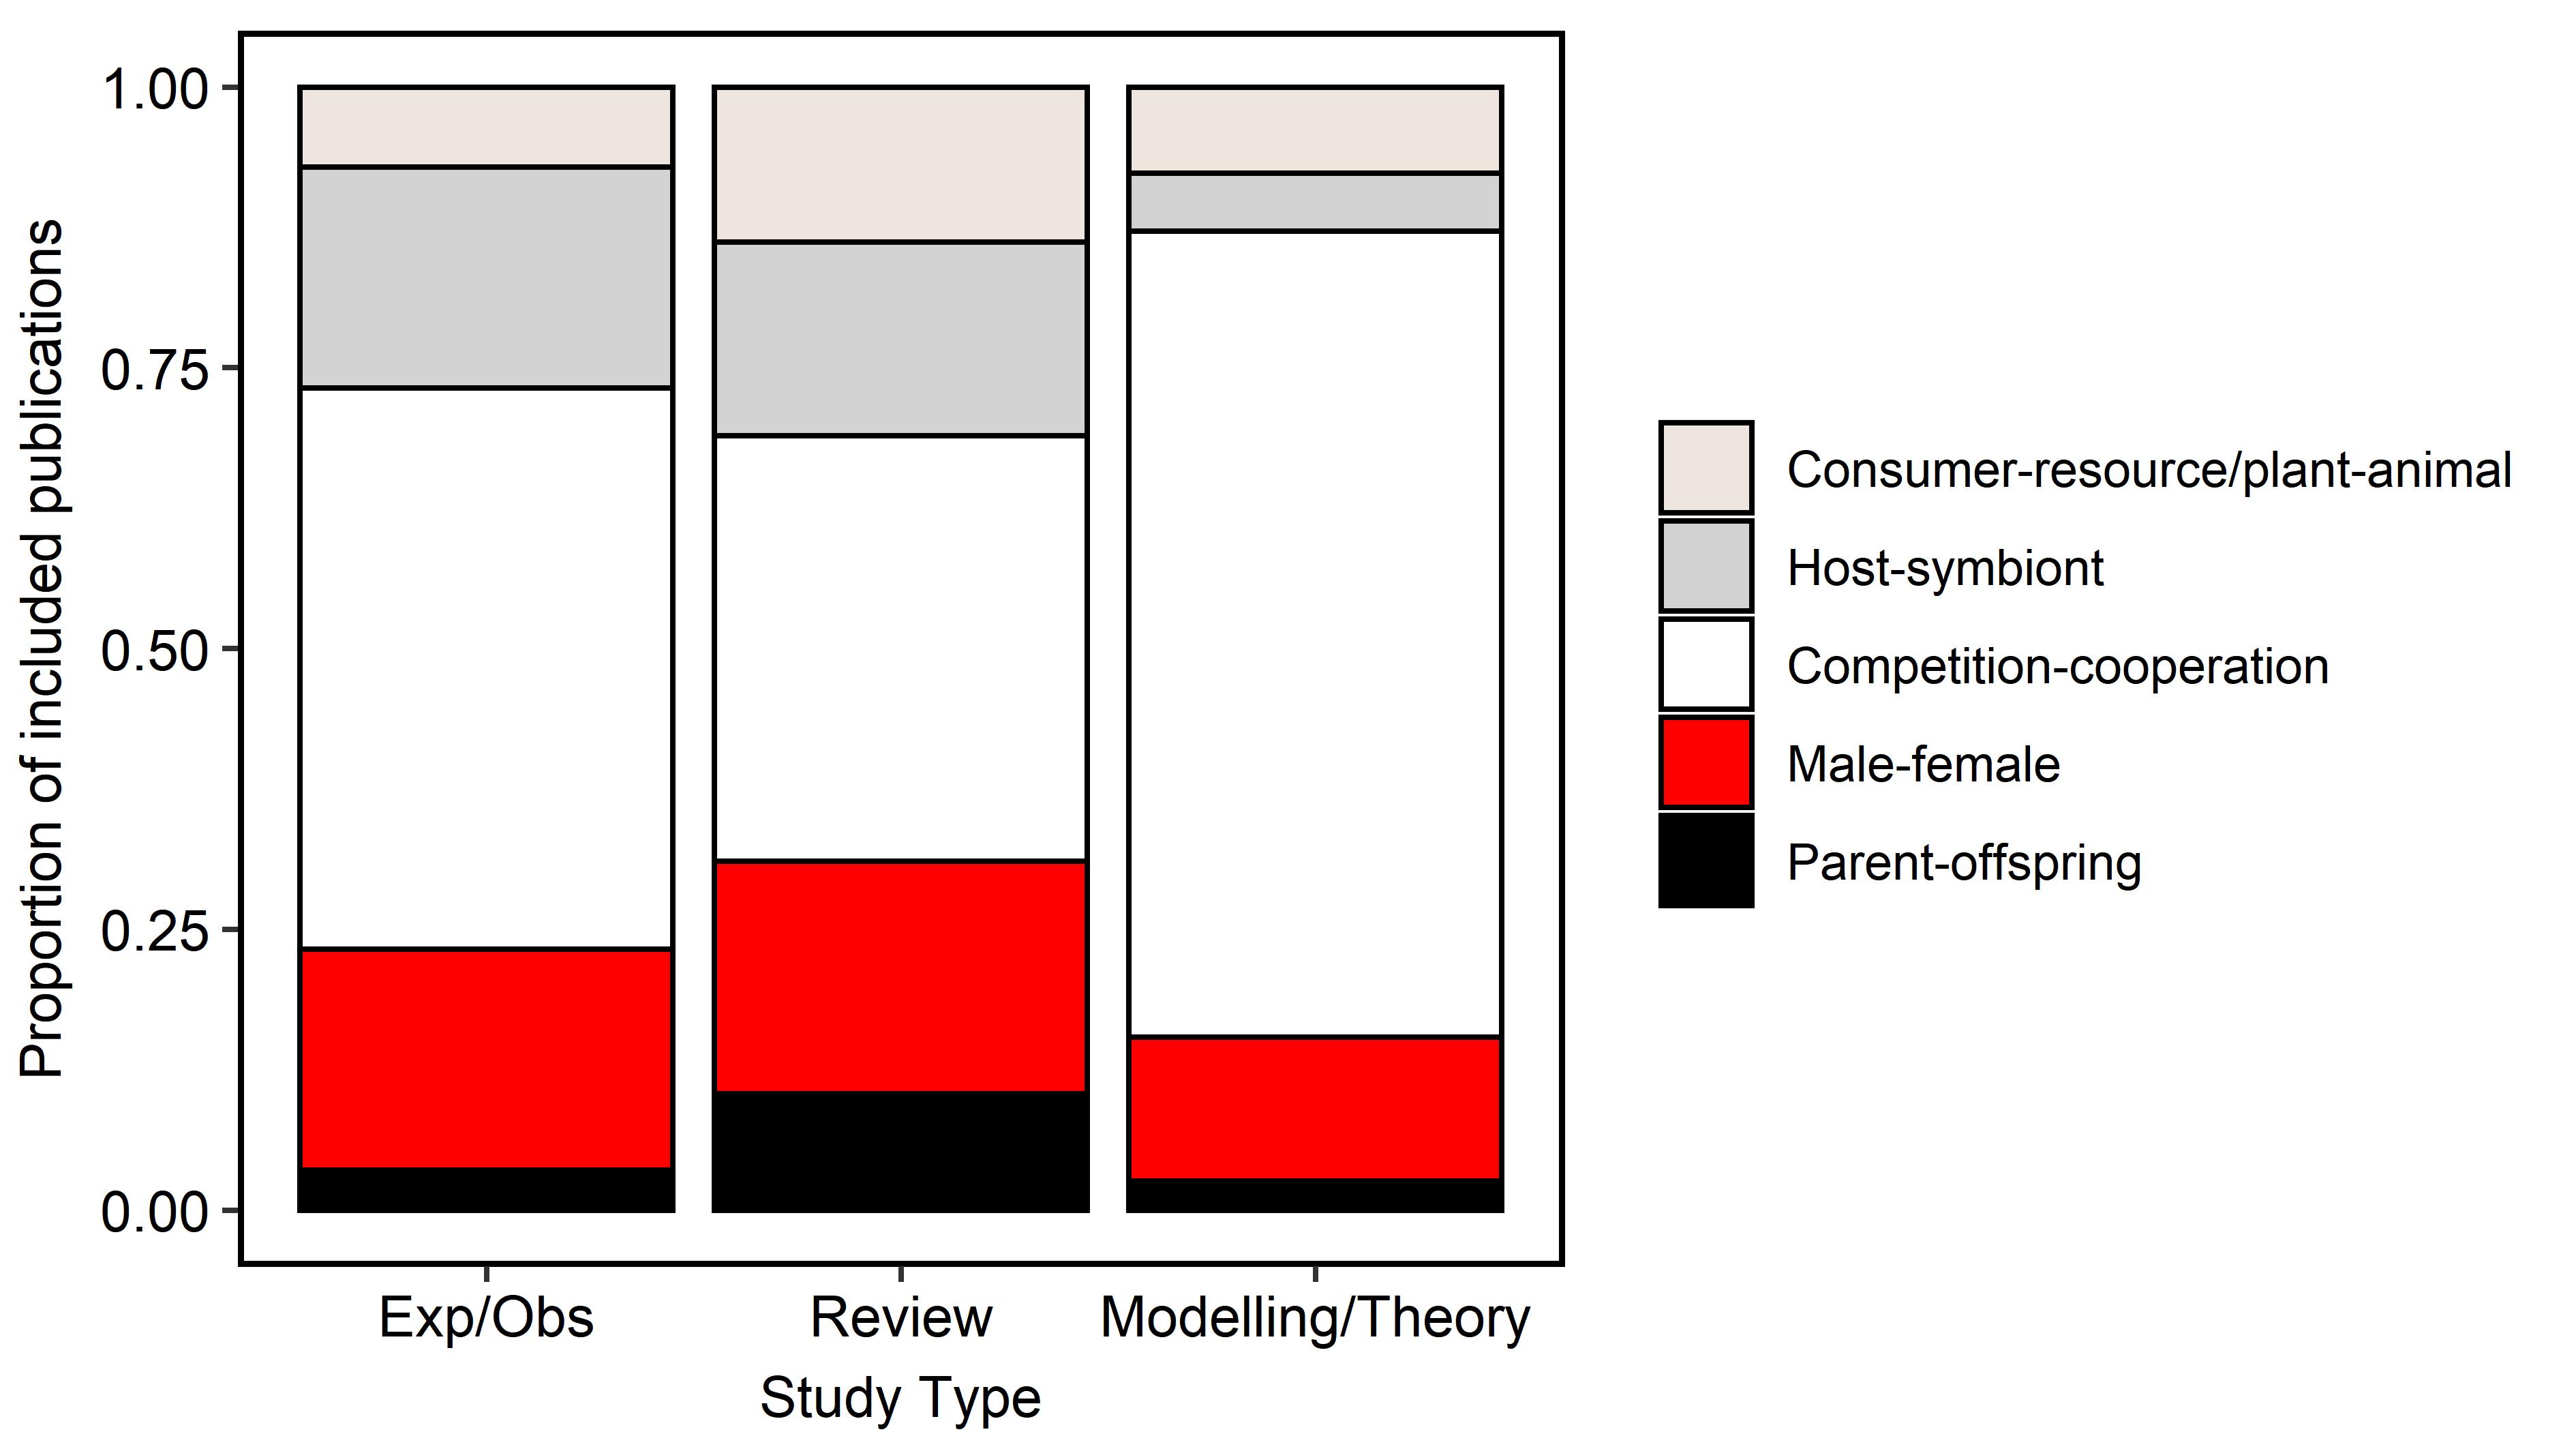 Proportion of included publications
1.00
0.75
0.50
0.25
0.00
Exp/Obs
Review
Modelling/Theory
Study Type
Consumer-resource/plant-animal
Host-symbiont
Competition-cooperation
Male-female
Parent-offspring